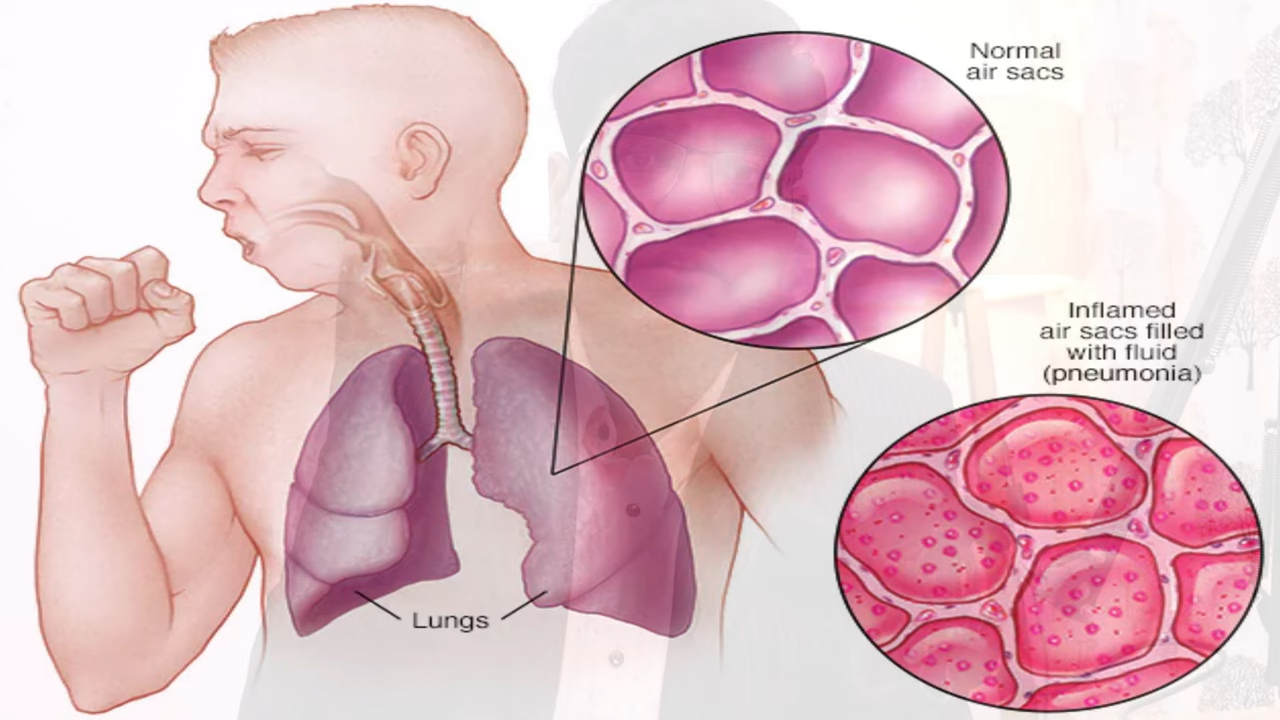 Normal
air sacs
Inflamed
air sacs filled
with fluid
(pneumonia)
Lungs